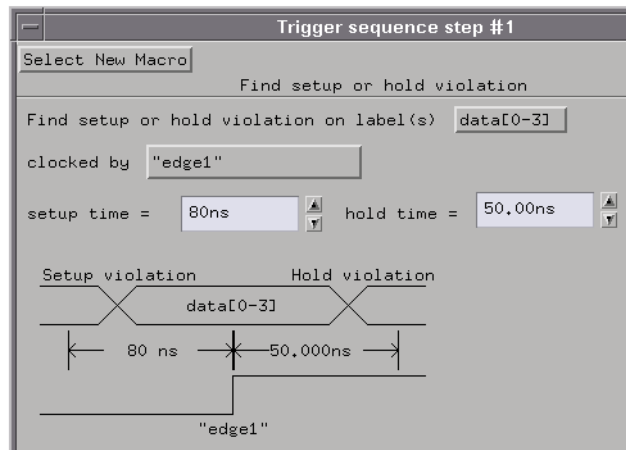 Trigger sequence step #1
Select New Macro
Find setup or hold violation
Find setup or hold violation on label(s) data[0-3]
clocked by "edge1"
setup time = 80ns hold time = 50.00ns
Setup violation Hold violation
data[0-3]
80 ns 50.000ns
"edge1"